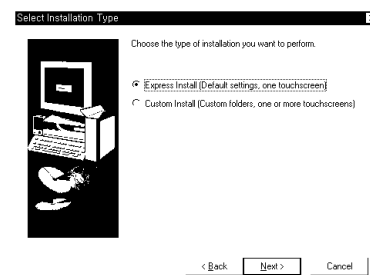 Select Installation Type
Choose the type of installation you want to perform.
Express Install (Default settings, one touchscreen)
Custom Install (Custom folders, one or more touchscreens)
< Back
Next >
Cancel